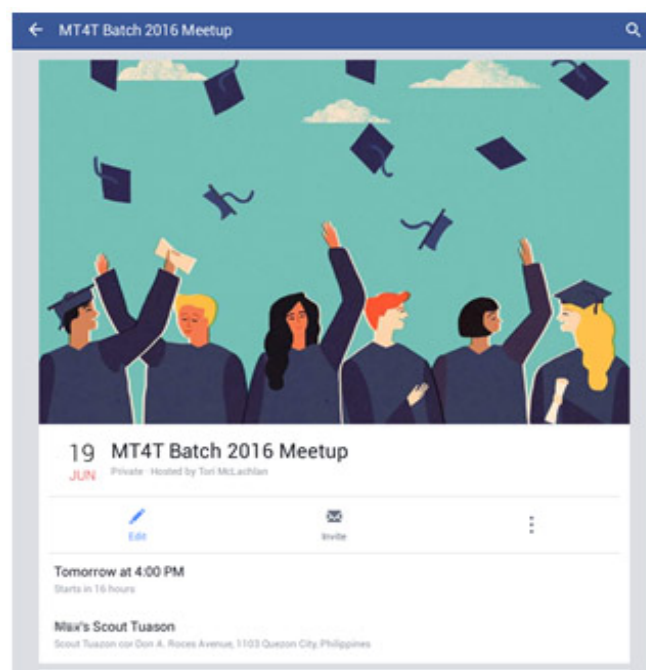 MT4T Batch 2016 Meetup
19 MT4T Batch 2016 Meetup
JUN Private · Hosted by Tori McLachlan
Edit Invite
Tomorrow at 4:00 PM
Starts in 16 hours
Max's Scout Tuason
Scout Tuazon cor Don A. Roces Avenue, 1103 Quezon City, Philippines